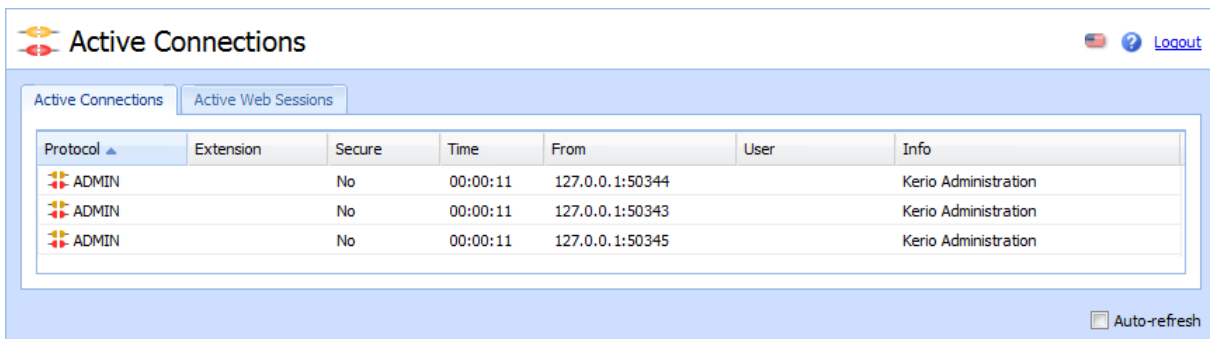 Active Connections
Logout
Active Connections Active Web Sessions
Protocol Extension Secure Time From User Info
ADMIN No 00:00:11 127.0.0.1:50344 Kerio Administration
ADMIN No 00:00:11 127.0.0.1:50343 Kerio Administration
ADMIN No 00:00:11 127.0.0.1:50345 Kerio Administration
Auto-refresh